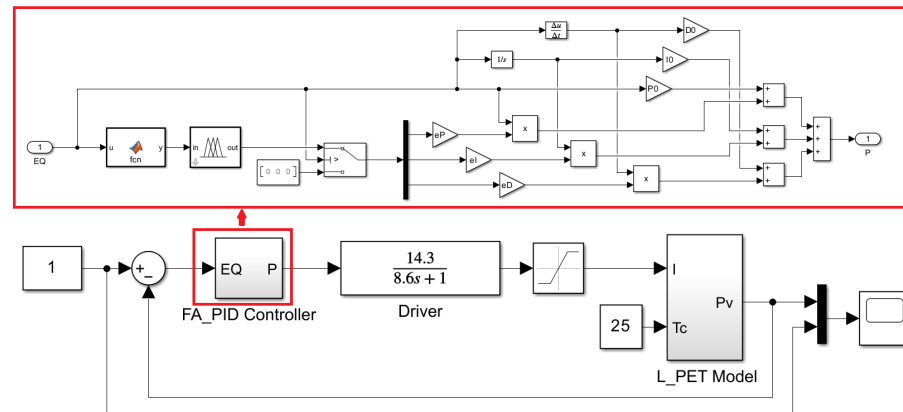 Δu
Δt
D0
1/s
I0
P0
+
+
1
EQ
u
fcn
y
in
out
| >
[ 0 0 0 ]
eP
eI
eD
x
x
x
+
+
+
+
+
+
+
1
P
1
+
−
EQ P
FA_PID Controller
14.3
8.6s + 1
Driver
25
I
Tc
Pv
L_PET Model